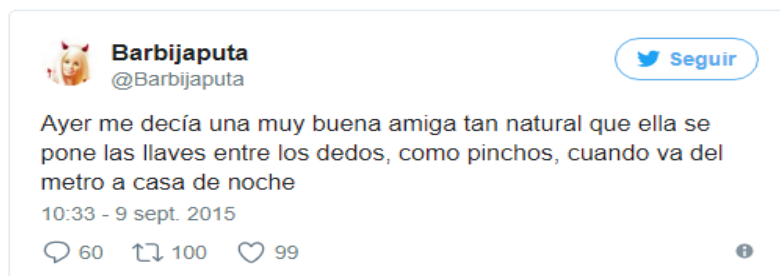 Barbijaputa
@Barbijaputa
Seguir
Ayer me decía una muy buena amiga tan natural que ella se
pone las llaves entre los dedos, como pinchos, cuando va del
metro a casa de noche
10:33 - 9 sept. 2015
60 100 99